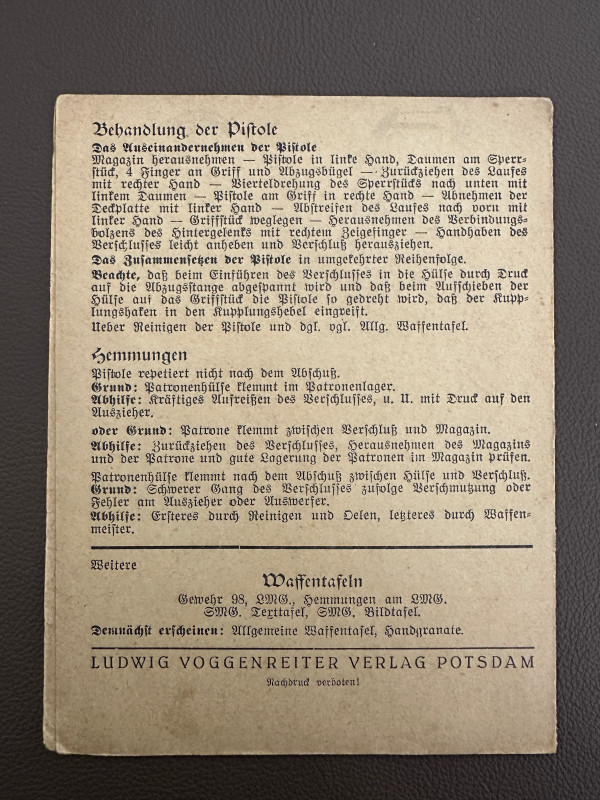 Behandlung der Pistole
Das Auseinandernehmen der Pistole
Magazin herausnehmen — Pistole in linke Hand, Daumen am Sperr-
stück, 4 Finger an Griff und Abzugsbügel — Zurückziehen des Laufes
mit rechter Hand — Vierteldrehung des Sperrstücks nach unten mit
linkem Daumen — Pistole am Griff in rechte Hand — Abnehmen der
Deckplatte mit linker Hand — Abstreifen des Laufes nach vorn mit
linker Hand — Griffstück weglegen — Herausnehmen des Verbindungs-
bolzens des Hintergelenks mit rechtem Zeigefinger — Handhaben des
Verschlusses leicht anheben und Verschluß herausziehen.
Das Zusammensetzen der Pistole in umgekehrter Reihenfolge.
Beachte, daß beim Einführen des Verschlusses in die Hülse durch Druck
auf die Abzugsstange abgespannt wird und daß beim Aufschieben der
Hülse auf das Griffstück die Pistole so gedreht wird, daß der Kupp-
lungshaken in den Kupplungshebel eingreift.
Ueber Reinigen der Pistole und dgl. vgl. Allg. Waffentafel.
Hemmungen
Pistole repetiert nicht nach dem Abschuß.
Grund: Patronenhülse klemmt im Patronenlager.
Abhilfe: Kräftiges Aufreißen des Verschlusses, u. U. mit Druck auf den
Auszieher.
oder Grund: Patrone klemmt zwischen Verschluß und Magazin.
Abhilfe: Zurückziehen des Verschlusses, Herausnehmen des Magazins
und der Patrone und gute Lagerung der Patronen im Magazin prüfen.
Patronenhülse klemmt nach dem Abschuß zwischen Hülse und Verschluß.
Grund: Schwerer Gang des Verschlusses zufolge Verschmutzung oder
Fehler am Auszieher oder Auswerfer.
Abhilfe: Ersteres durch Reinigen und Oelen, letzteres durch Waffen-
meister.
Weitere
Waffentafeln
Gewehr 98, LMG., Hemmungen am LMG.
SMG. Texttafel, SMG. Bildtafel.
Demnächst erscheinen: Allgemeine Waffentafel, Handgranate.
LUDWIG VOGGENREITER VERLAG POTSDAM
Nachdruck verboten!